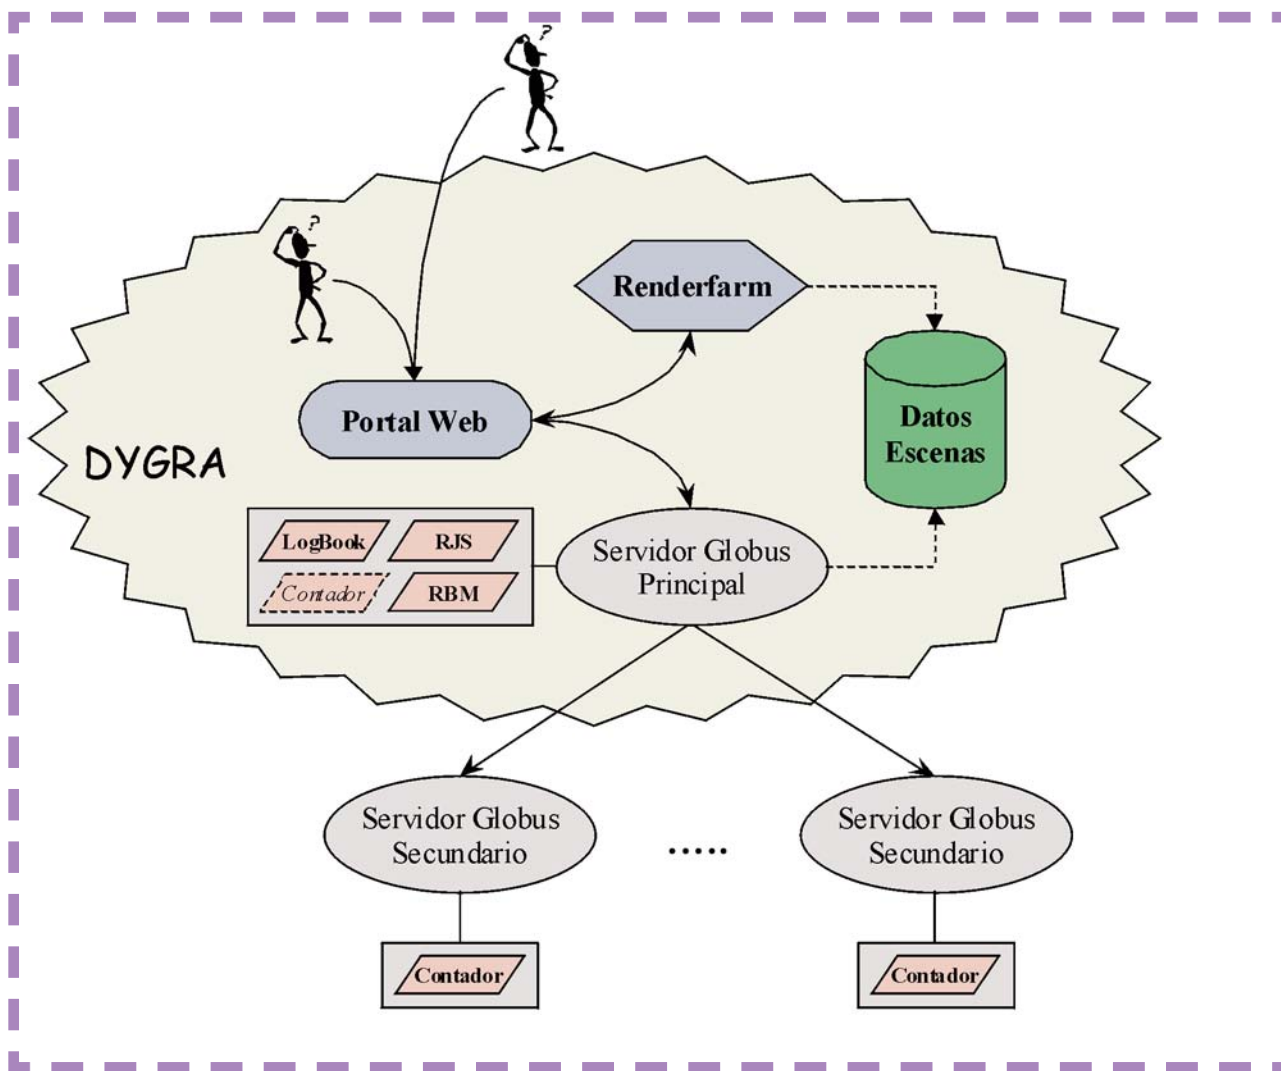 ?
?
Renderfarm
Portal Web
Datos
Escenas
DYGRA
LogBook
RJS
Contador
RBM
Servidor Globus
Principal
Servidor Globus
Secundario
.....
Servidor Globus
Secundario
Contador
Contador